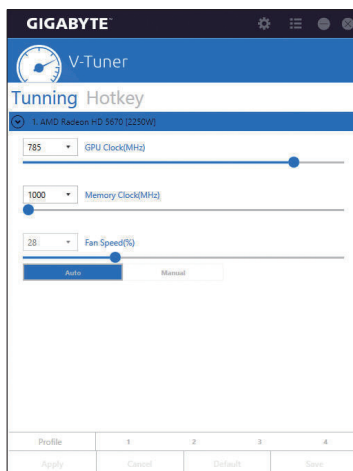 GIGABYTE™
V-Tuner
Tunning Hotkey
1. AMD Radeon HD 5670 [2250W]
785 GPU Clock(MHz)
1000 Memory Clock(MHz)
28 Fan Speed(%)
Auto Manual
Profile 1 2 3 4
Apply Cancel Default Save